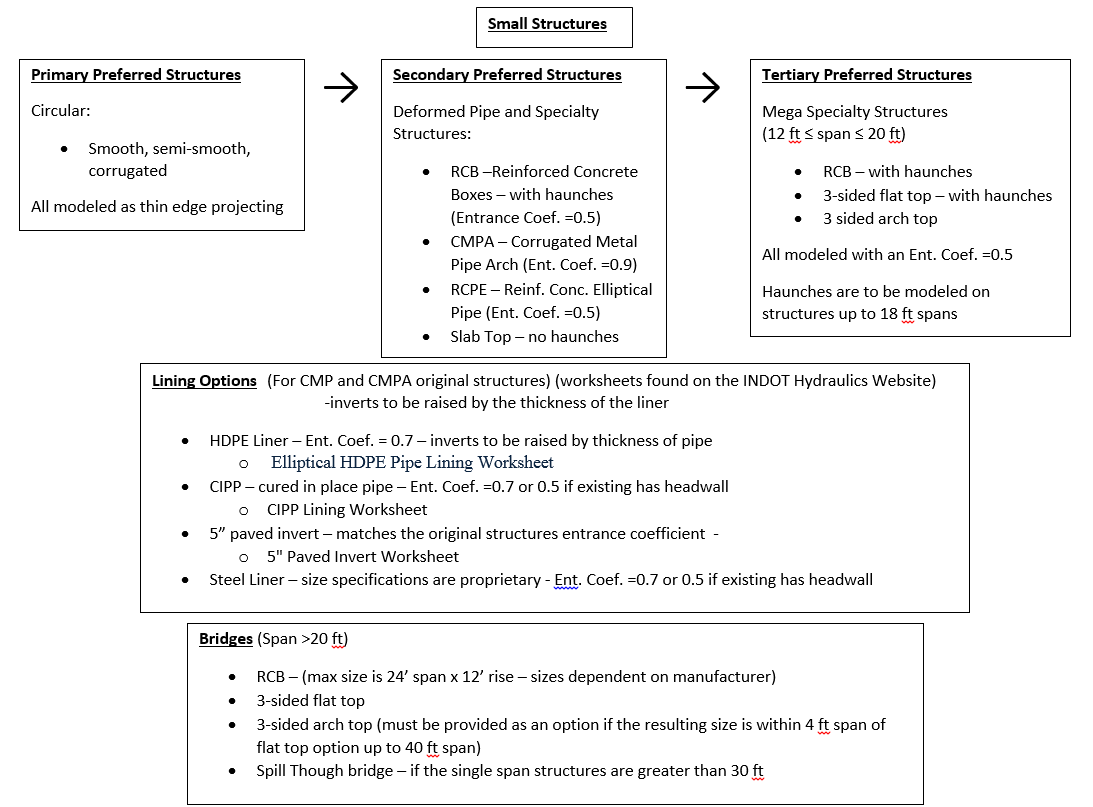 Small Structures
Primary Preferred Structures
Circular:
• Smooth, semi-smooth,
corrugated
All modeled as thin edge projecting
Secondary Preferred Structures
Deformed Pipe and Specialty
Structures:
• RCB –Reinforced Concrete
Boxes – with haunches
(Entrance Coef. =0.5)
• CMPA – Corrugated Metal
Pipe Arch (Ent. Coef. =0.9)
• RCPE – Reinf. Conc. Elliptical
Pipe (Ent. Coef. =0.5)
• Slab Top – no haunches
Tertiary Preferred Structures
Mega Specialty Structures
(12 ft ≤ span ≤ 20 ft)
• RCB – with haunches
• 3-sided flat top – with haunches
• 3 sided arch top
All modeled with an Ent. Coef. =0.5
Haunches are to be modeled on
structures up to 18 ft spans
Lining Options (For CMP and CMPA original structures) (worksheets found on the INDOT Hydraulics Website)
-inverts to be raised by the thickness of the liner
• HDPE Liner – Ent. Coef. = 0.7 – inverts to be raised by thickness of pipe
o Elliptical HDPE Pipe Lining Worksheet
• CIPP – cured in place pipe – Ent. Coef. =0.7 or 0.5 if existing has headwall
o CIPP Lining Worksheet
• 5” paved invert – matches the original structures entrance coefficient -
o 5" Paved Invert Worksheet
• Steel Liner – size specifications are proprietary - Ent. Coef. =0.7 or 0.5 if existing has headwall
Bridges (Span >20 ft)
• RCB – (max size is 24’ span x 12’ rise – sizes dependent on manufacturer)
• 3-sided flat top
• 3-sided arch top (must be provided as an option if the resulting size is within 4 ft span of
flat top option up to 40 ft span)
• Spill Though bridge – if the single span structures are greater than 30 ft